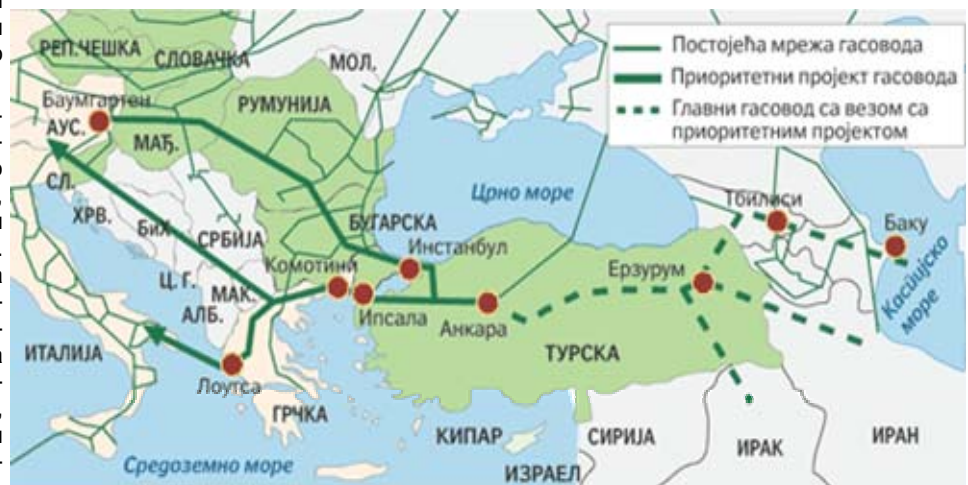 Постојећа мрежа гасовода
Приоритетни пројект гасовода
Главни гасовод са везом са
приоритетним пројектом
РЕП.ЧЕШКА
СЛОВАЧКА
МОЛ.
Баумгартен
АУС.
РУМУНИЈА
МАЂ.
СЛ.
ХРВ.
БиХ
СРБИЈА
БУГАРСКА
Црно море
Тбилиси
Баку
Каспијско
море
Ц. Г.
МАК.
АЛБ.
Комотини
Инстанбул
Ипсала
Анкара
Ерзурум
ТУРСКА
ИТАЛИЈА
Лоутса
ГРЧКА
КИПАР
СИРИЈА
ИРАК
ИРАН
Средоземно море
ИЗРАЕЛ